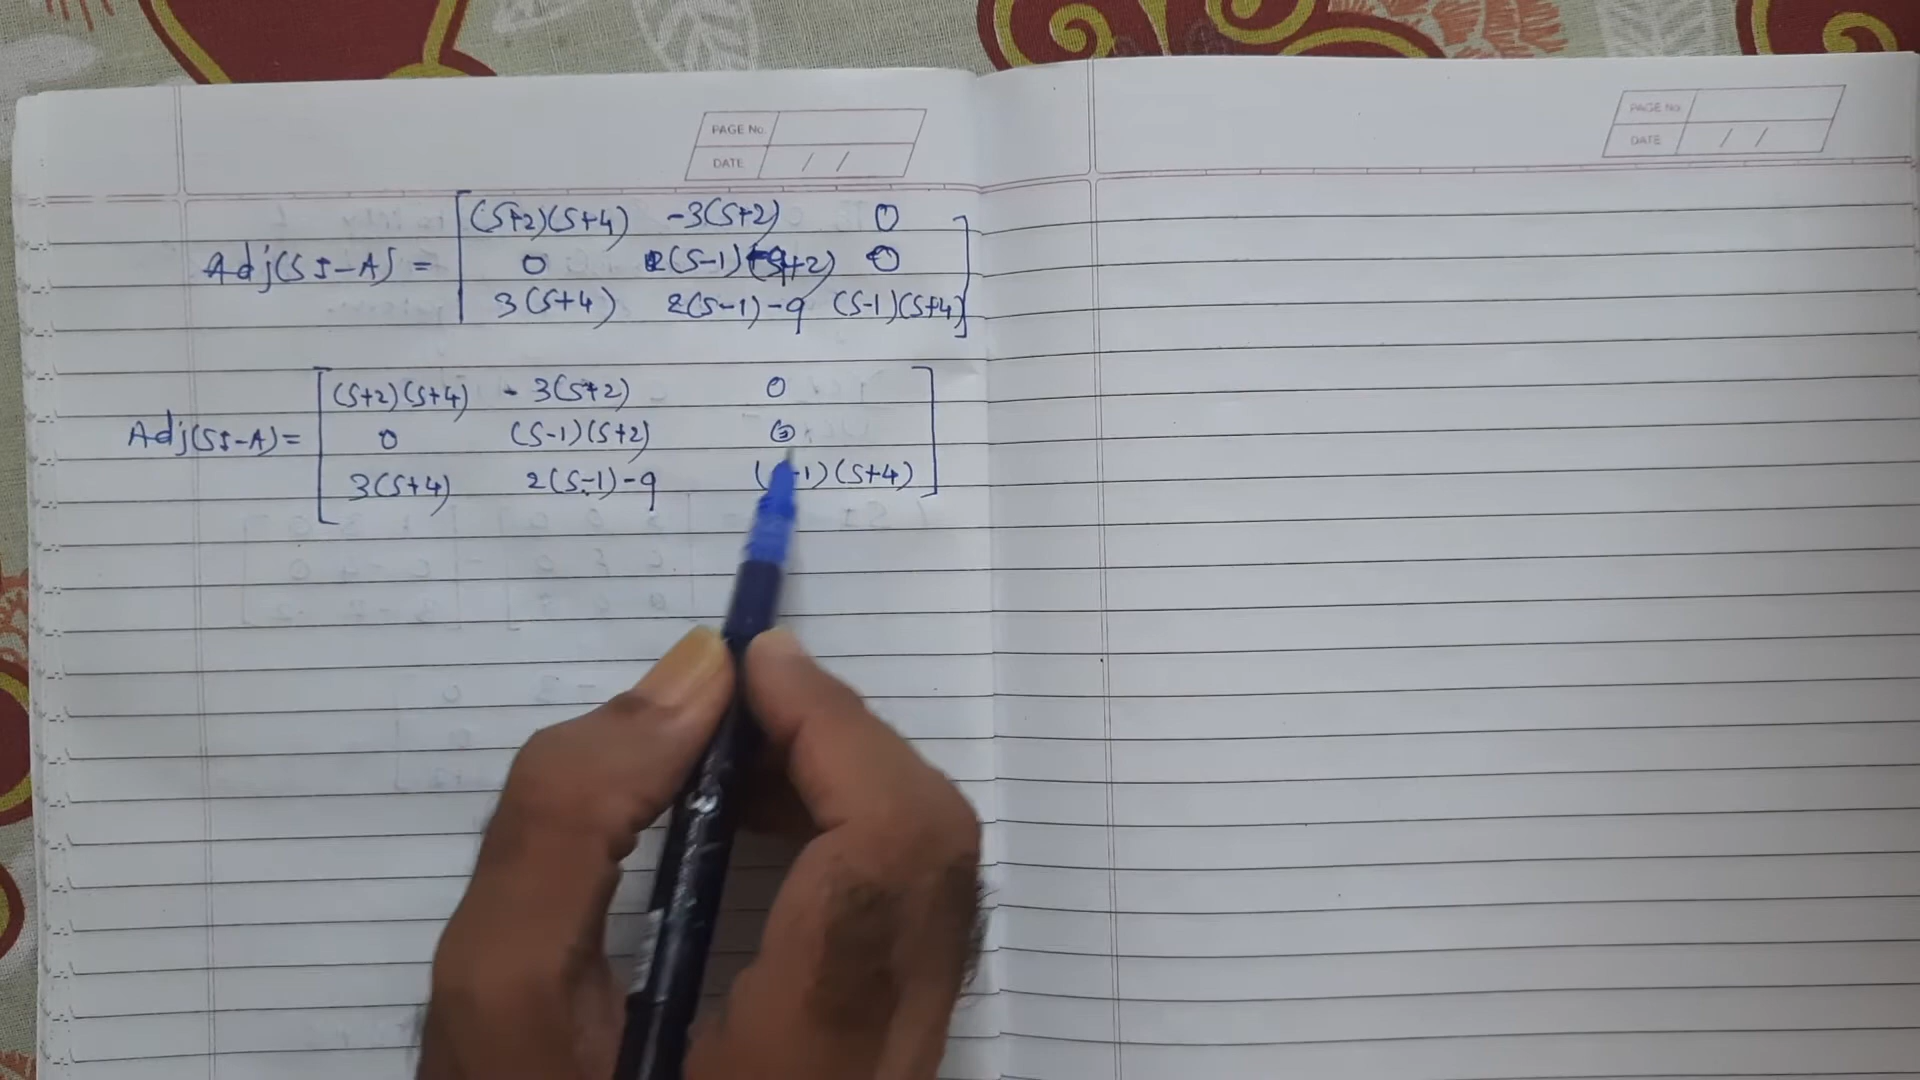 PAGE No.
DATE / /
PAGE No.
DATE / /
(S+2)(S+4) -3(S+2) 0
Adj(SI-A) = 0 (S-1)(S+2) 0
3(S+4) 2(S-1)-9 (S-1)(S+4)
(S+2)(S+4) - 3(S+2) 0
Adj(SI-A)= 0 (S-1)(S+2) 0
3(S+4) 2(S-1)-9 -1)(S+4)